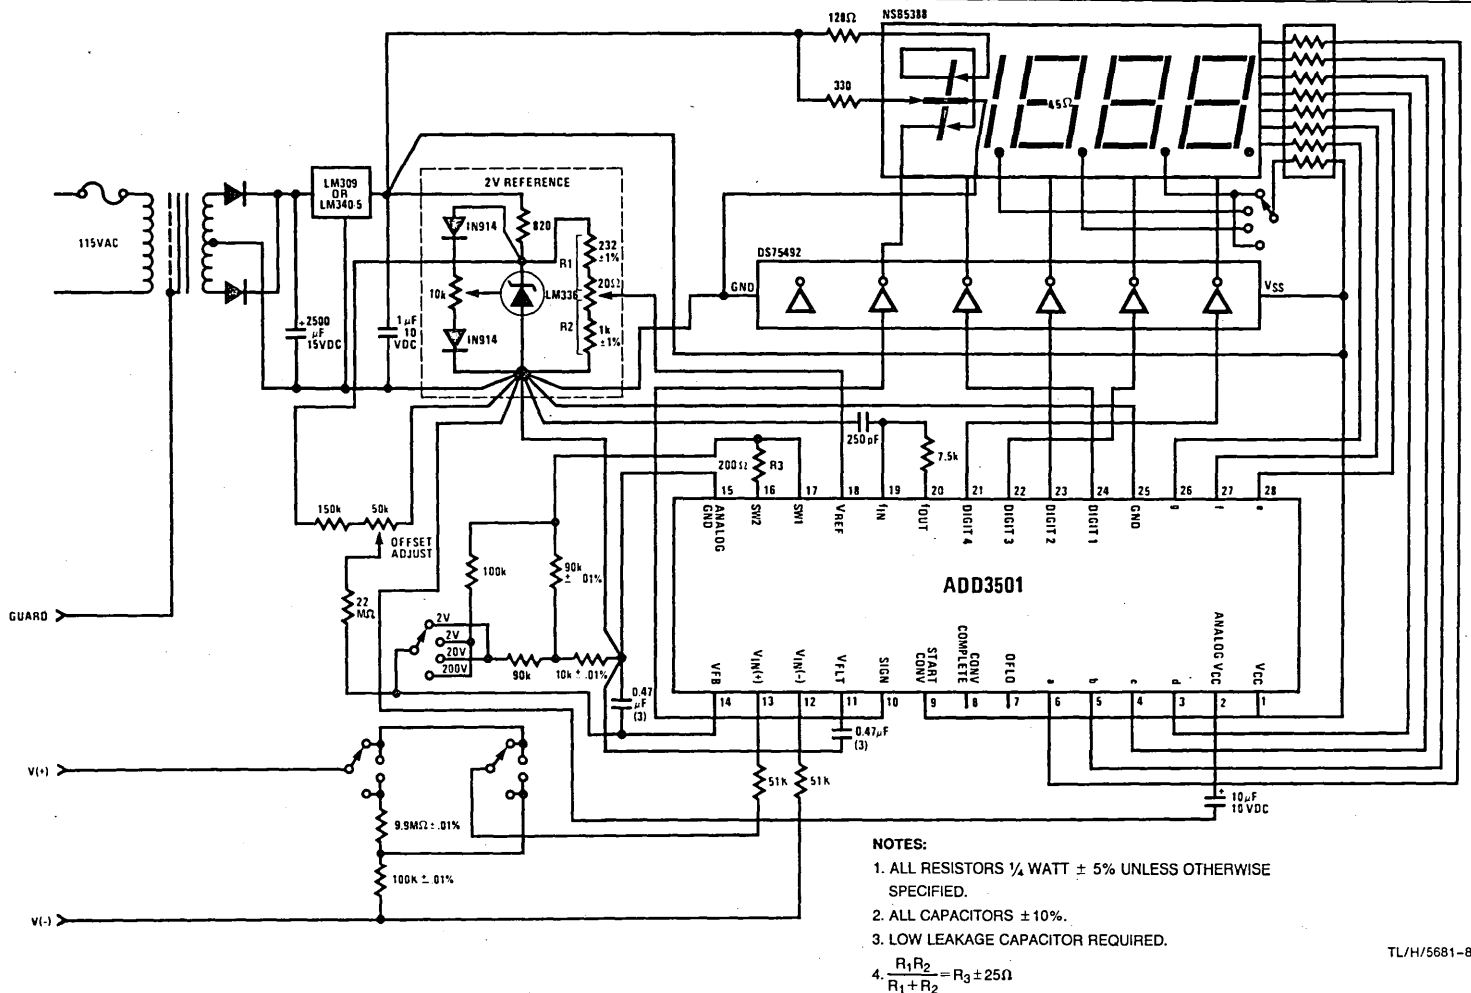 128Ω
NSB5388
330
45Ω
LM309
OR
LM340-5
2V REFERENCE
IN914
820
115VAC
R1
232
±1%
DS75492
10k
LM336
20Ω
GND
VSS
+2500
μF
15VDC
1μF
10
VDC
IN914
R2
1k
±1%
250 pF
7.5k
200Ω
R3
15 16 17 18 19 20 21 22 23 24 25 26 27 28
ANALOG
GND
SW2
SW1
VREF
fIN
fOUT
DIGIT 4
DIGIT 3
DIGIT 2
DIGIT 1
GND
g
f
e
150k
50k
OFFSET
ADJUST
100k
90k
± .01%
ADD3501
GUARD
22
MΩ
2V
2V
20V
200V
90k
10k ± .01%
VFB
VIN(+)
VIN(-)
VFLT
SIGN
START
CONV
CONV
COMPLETE
OFLO
a
b
c
d
ANALOG VCC
VCC
14 13 12 11 10 9 8 7 6 5 4 3 2 1
0.47
μF
(3)
0.47μF
(3)
V(+)
51K
51K
+
10μF
10 VDC
9.9MΩ ± .01%
100K ± .01%
V(-)
NOTES:
1. ALL RESISTORS ¼ WATT ± 5% UNLESS OTHERWISE
SPECIFIED.
2. ALL CAPACITORS ±10%.
3. LOW LEAKAGE CAPACITOR REQUIRED.
4. R1R2 / R1+R2 = R3 ± 25Ω
TL/H/5681-8